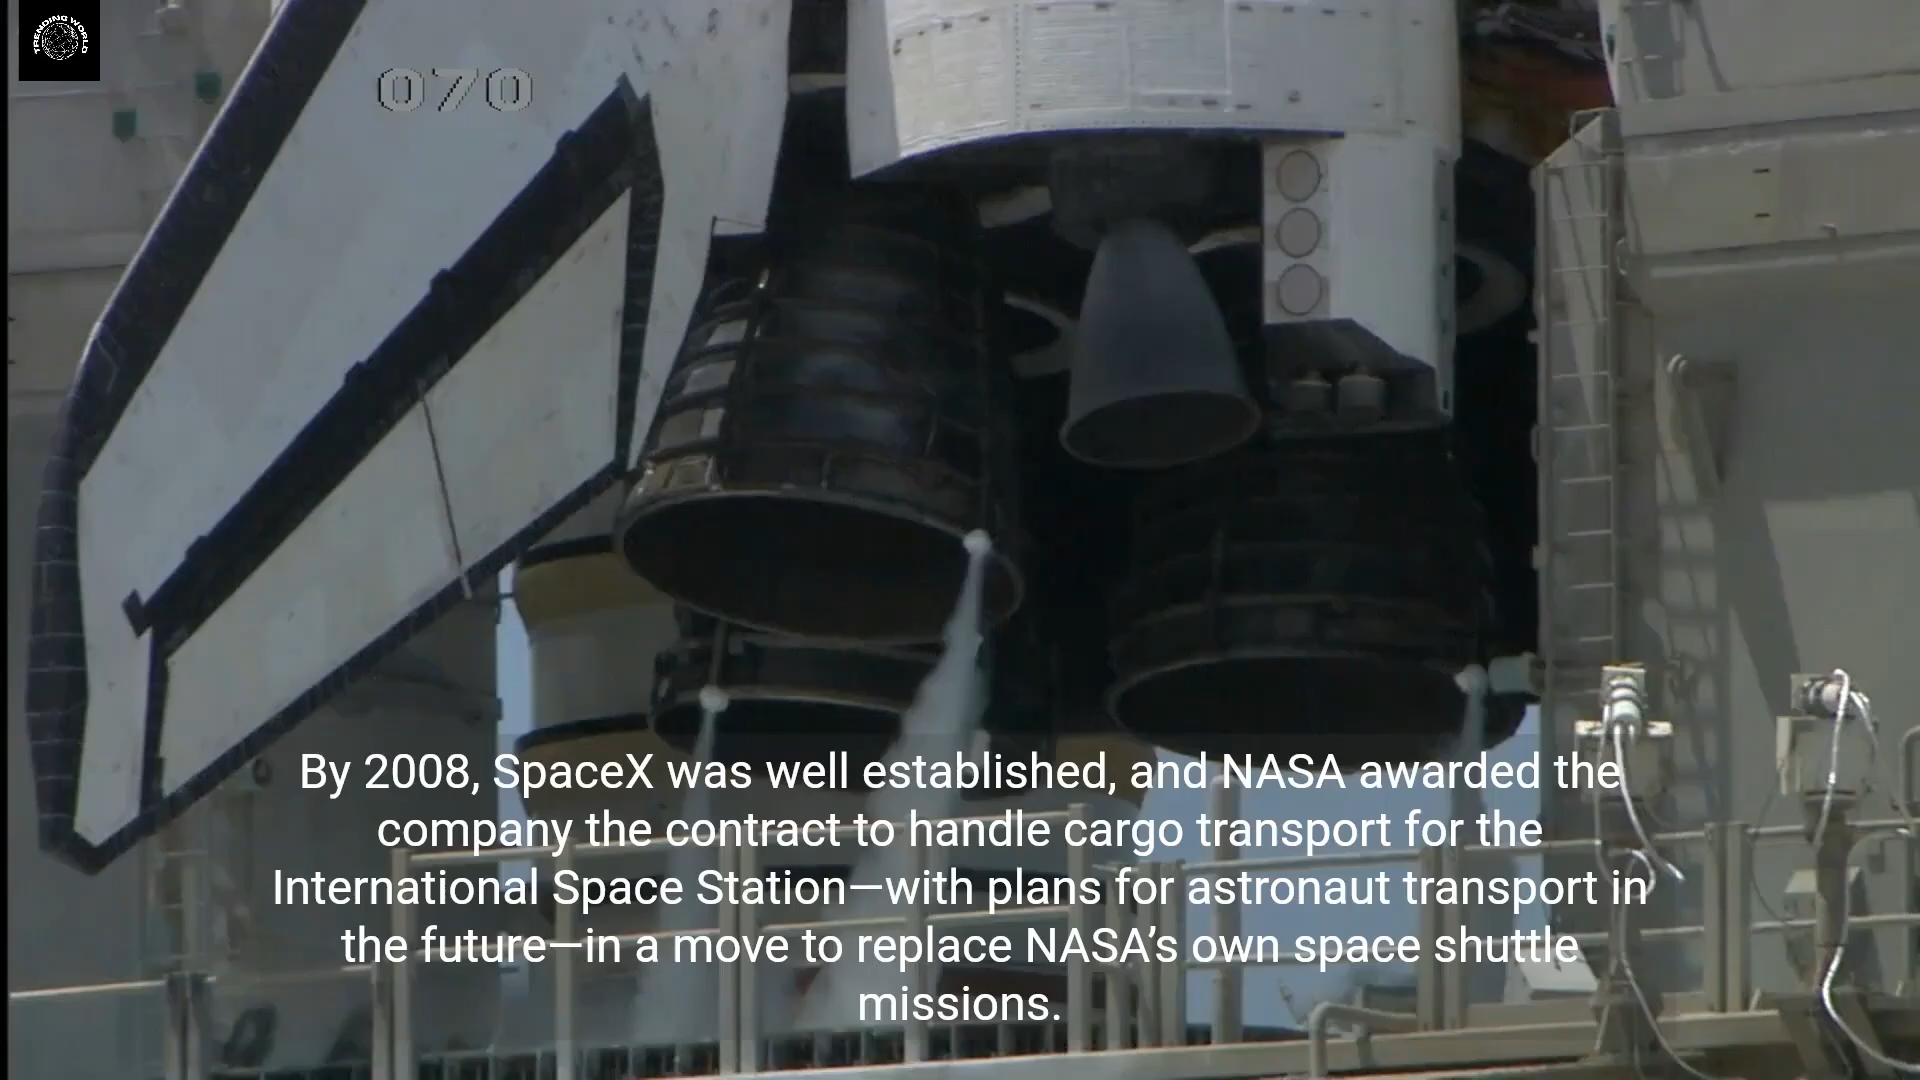 TRENDING WORLD
070
By 2008, SpaceX was well established, and NASA awarded the
company the contract to handle cargo transport for the
International Space Station—with plans for astronaut transport in
the future—in a move to replace NASA’s own space shuttle
missions.